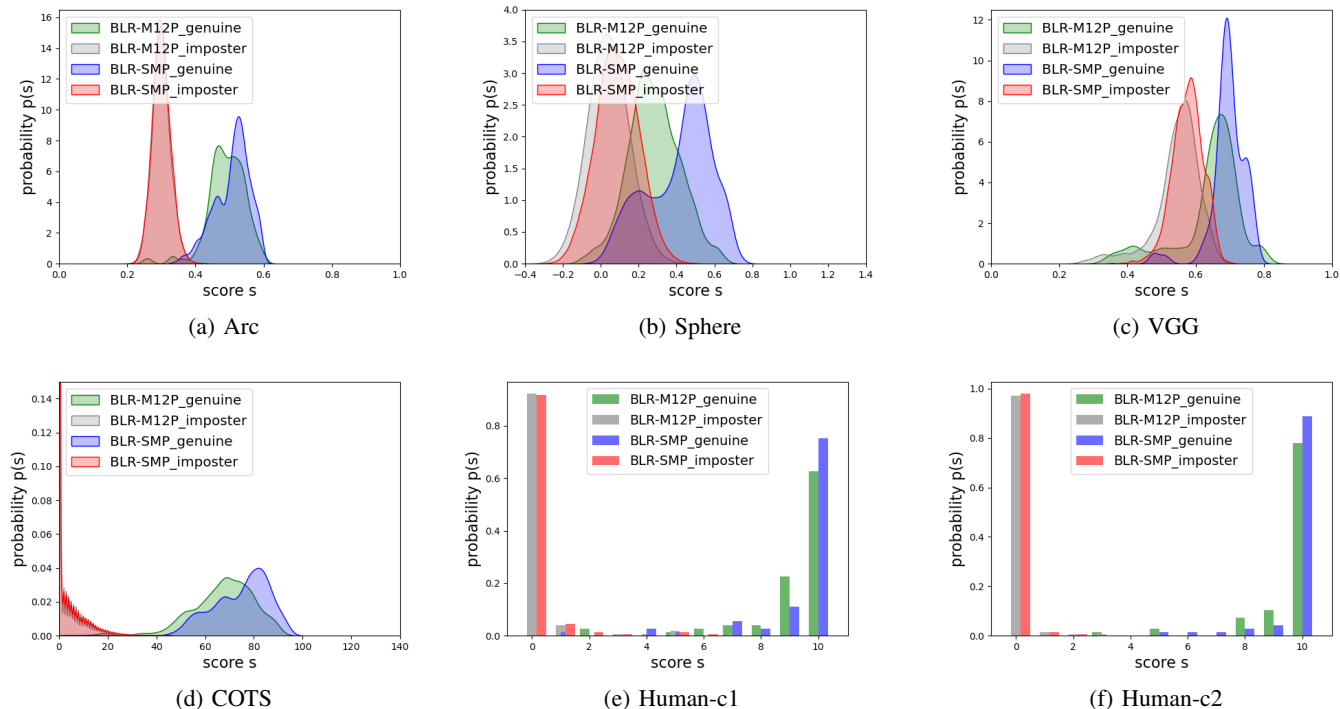 16
14
12
10
8
6
4
2
0
probability p(s)
BLR-M12P_genuine
BLR-M12P_imposter
BLR-SMP_genuine
BLR-SMP_imposter
0.0 0.2 0.4 0.6 0.8 1.0
score s
(a) Arc
4.0
3.5
3.0
2.5
2.0
1.5
1.0
0.5
0.0
probability p(s)
BLR-M12P_genuine
BLR-M12P_imposter
BLR-SMP_genuine
BLR-SMP_imposter
−0.4 −0.2 0.0 0.2 0.4 0.6 0.8 1.0 1.2 1.4
score s
(b) Sphere
12
10
8
6
4
2
0
probability p(s)
BLR-M12P_genuine
BLR-M12P_imposter
BLR-SMP_genuine
BLR-SMP_imposter
0.0 0.2 0.4 0.6 0.8 1.0
score s
(c) VGG
0.14
0.12
0.10
0.08
0.06
0.04
0.02
0.00
probability p(s)
BLR-M12P_genuine
BLR-M12P_imposter
BLR-SMP_genuine
BLR-SMP_imposter
0 20 40 60 80 100 120 140
score s
(d) COTS
0.8
0.6
0.4
0.2
0.0
probability p(s)
BLR-M12P_genuine
BLR-M12P_imposter
BLR-SMP_genuine
BLR-SMP_imposter
0 2 4 6 8 10
score s
(e) Human-c1
1.0
0.8
0.6
0.4
0.2
0.0
probability p(s)
BLR-M12P_genuine
BLR-M12P_imposter
BLR-SMP_genuine
BLR-SMP_imposter
0 2 4 6 8 10
score s
(f) Human-c2